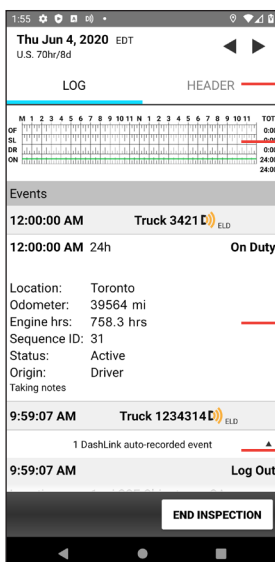 1:55
Thu Jun 4, 2020 EDT
U.S. 70hr/8d
LOG HEADER
M 1 2 3 4 5 6 7 8 9 10 11 N 1 2 3 4 5 6 7 8 9 10 11 TOT
OF 0:00
SL 0:00
DR 0:00
ON 24:00
24:00
Events
12:00:00 AM Truck 3421 ELD
12:00:00 AM 24h On Duty
Location: Toronto
Odometer: 39564 mi
Engine hrs: 758.3 hrs
Sequence ID: 31
Status: Active
Origin: Driver
Taking notes
9:59:07 AM Truck 1234314 ELD
1 DashLink auto-recorded event
9:59:07 AM Log Out
END INSPECTION